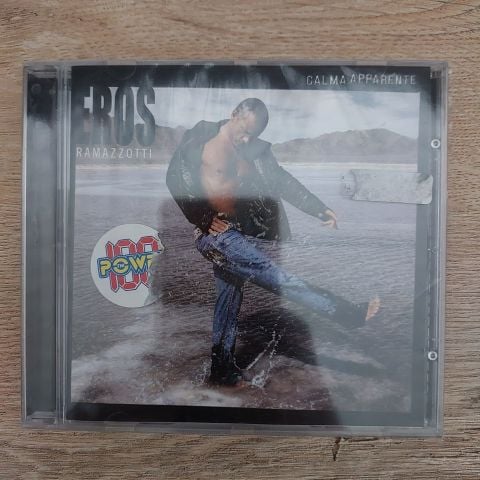 CALMA APPARENTE
EROS
RAMAZZOTTI
100
POWER